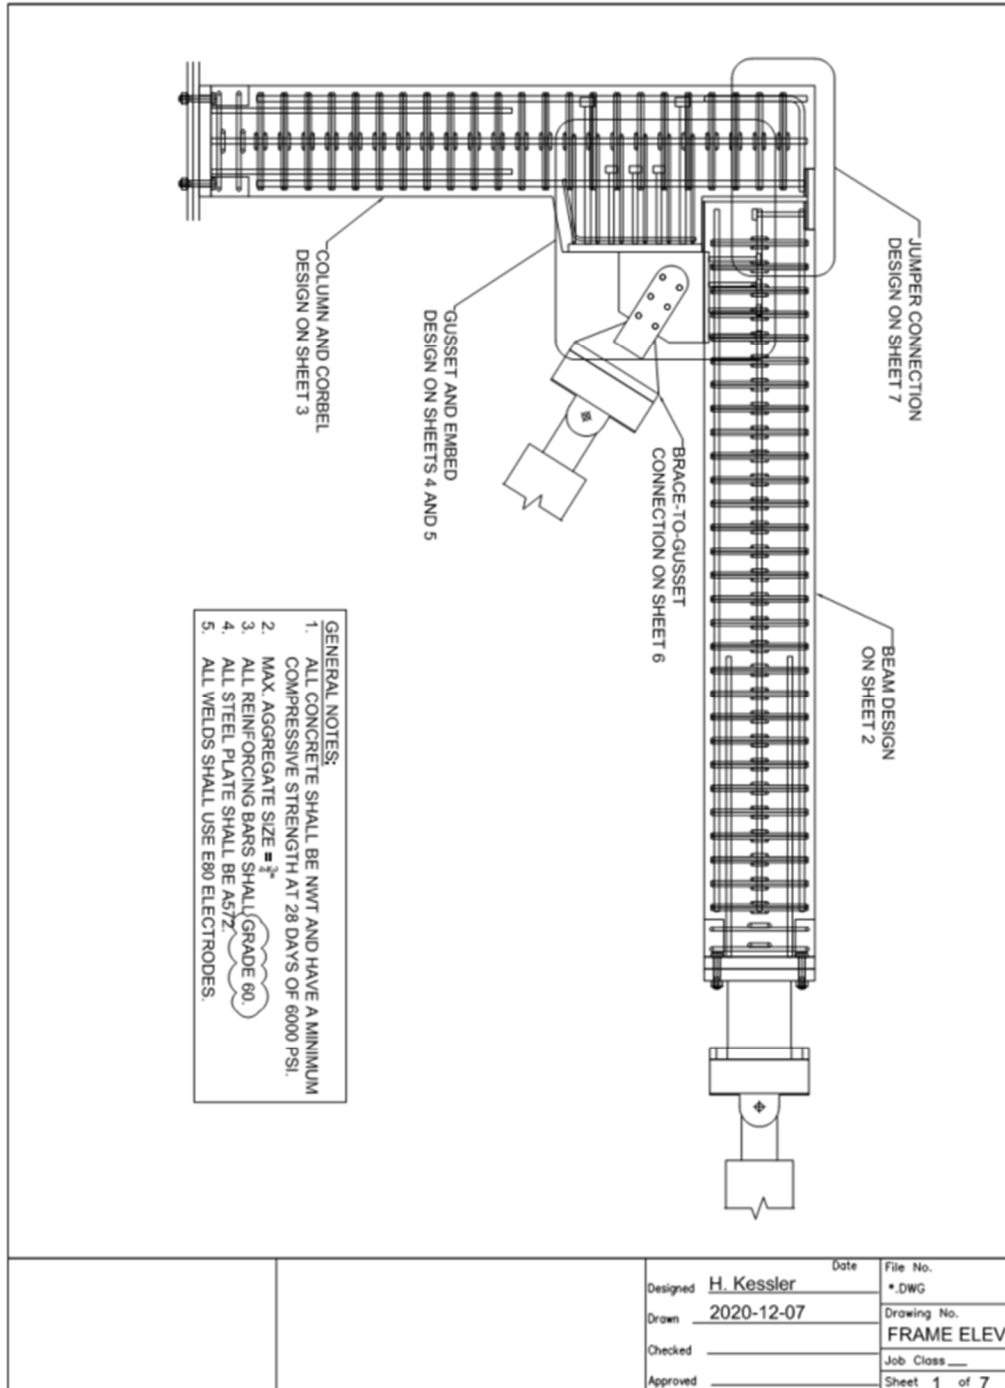 JUMPER CONNECTION
DESIGN ON SHEET 7
COLUMN AND CORBEL
DESIGN ON SHEET 3
GUSSET AND EMBED
DESIGN ON SHEETS 4 AND 5
BRACE-TO-GUSSET
CONNECTION ON SHEET 6
BEAM DESIGN
ON SHEET 2
GENERAL NOTES:
1. ALL CONCRETE SHALL BE NWT AND HAVE A MINIMUM
COMPRESSIVE STRENGTH AT 28 DAYS OF 6000 PSI.
2. MAX. AGGREGATE SIZE = 3/4"
3. ALL REINFORCING BARS SHALL GRADE 60.
4. ALL STEEL PLATE SHALL BE A572.
5. ALL WELDS SHALL USE E80 ELECTRODES.
Date
Designed H. Kessler
Drawn 2020-12-07
Checked
Approved
File No.
*.DWG
Drawing No.
FRAME ELEV
Job Class
Sheet 1 of 7